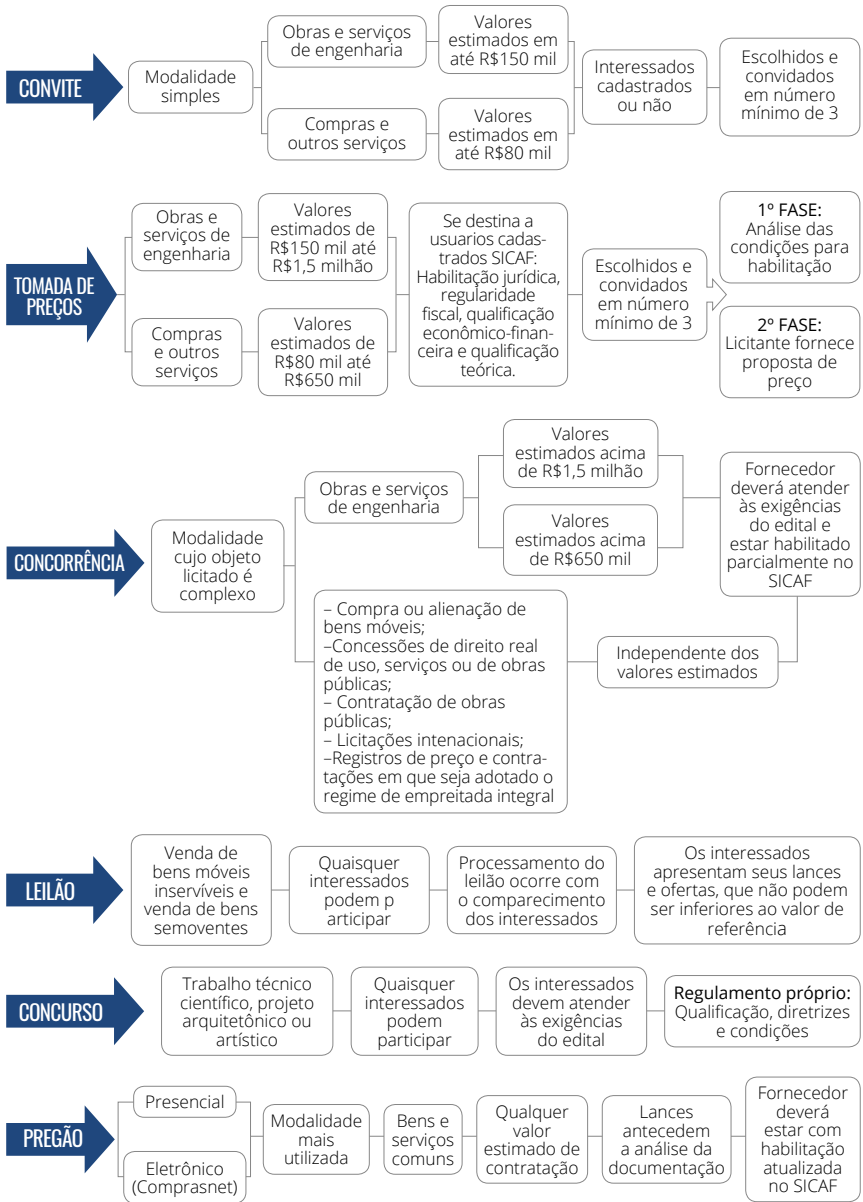 CONVITE
Modalidade
simples
Obras e serviços
de engenharia
Valores
estimados em
até R$150 mil
Compras e
outros serviços
Valores
estimados em
até R$80 mil
Interessados
cadastrados
ou não
Escolhidos e
convidados
em número
mínimo de 3
TOMADA DE
PREÇOS
Obras e
serviços de
engenharia
Valores
estimados de
R$150 mil até
R$1,5 milhão
Compras
e outros
serviços
Valores
estimados de
R$80 mil até
R$650 mil
Se destina a
usuarios cadas-
trados SICAF:
Habilitação jurídica,
regularidade
fiscal, qualificação
econômico-finan-
ceira e qualificação
teórica.
Escolhidos e
convidados
em número
mínimo de 3
1º FASE:
Análise das
condições para
habilitação
2º FASE:
Licitante fornece
proposta de
preço
CONCORRÊNCIA
Modalidade
cujo objeto
licitado é
complexo
Obras e serviços
de engenharia
Valores
estimados acima
de R$1,5 milhão
Valores
estimados acima
de R$650 mil
Fornecedor
deverá atender
às exigências
do edital e
estar habilitado
parcialmente no
SICAF
– Compra ou alienação de
bens móveis;
–Concessões de direito real
de uso, serviços ou de obras
públicas;
– Contratação de obras
públicas;
– Licitações intenacionais;
–Registros de preço e contra-
tações em que seja adotado o
regime de empreitada integral
Independente dos
valores estimados
LEILÃO
Venda de
bens móveis
inservíveis e
venda de bens
semoventes
Quaisquer
interessados
podem p
articipar
Processamento do
leilão ocorre com
o comparecimento
dos interessados
Os interessados
apresentam seus lances
e ofertas, que não podem
ser inferiores ao valor de
referência
CONCURSO
Trabalho técnico
científico, projeto
arquitetônico ou
artístico
Quaisquer
interessados
podem
participar
Os interessados
devem atender
às exigências
do edital
Regulamento próprio:
Qualificação, diretrizes
e condições
PREGÃO
Presencial
Eletrônico
(Comprasnet)
Modalidade
mais
utilizada
Bens e
serviços
comuns
Qualquer
valor
estimado de
contratação
Lances
antecedem
a análise da
documentação
Fornecedor
deverá
estar com
habilitação
atualizada
no SICAF